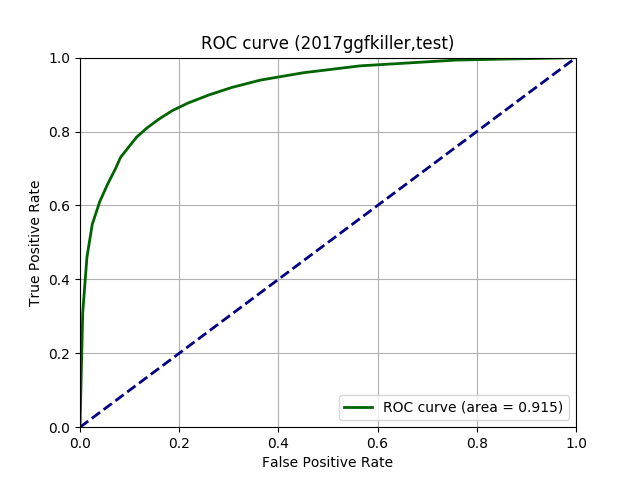 ROC curve (2017ggfkiller,test)
True Positive Rate
1.0
0.8
0.6
0.4
0.2
0.0
ROC curve (area = 0.915)
0.0 0.2 0.4 0.6 0.8 1.0
False Positive Rate